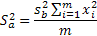 S_a^2 = \frac{s_b^2 \sum_{i=1}^{m} x_i^2}{m}